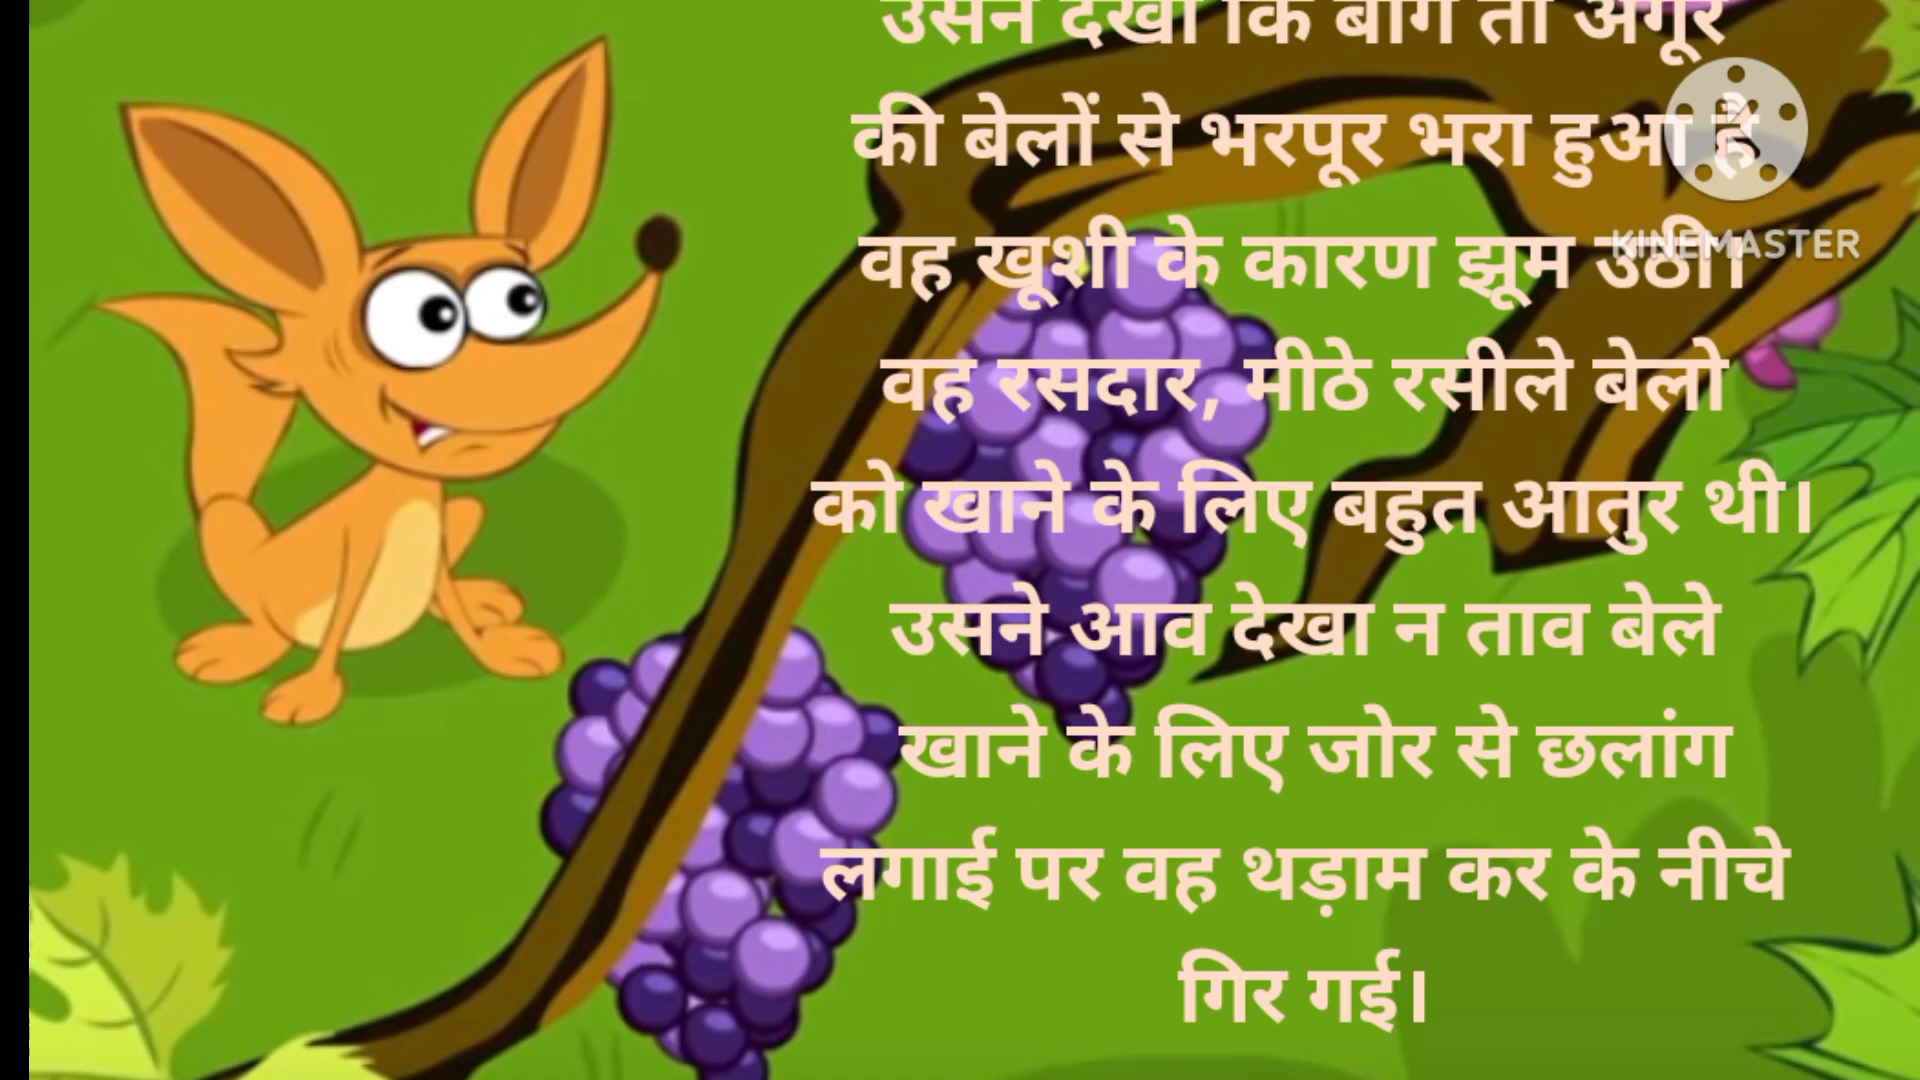 उसने देखा कि बाग तो अंगूर
की बेलों से भरपूर भरा हुआ है
वह खूशी के कारण झूम उठी।
KINEMASTER
वह रसदार, मीठे रसीले बेलो
को खाने के लिए बहुत आतुर थी।
उसने आव देखा न ताव बेले
खाने के लिए जोर से छलांग
लगाई पर वह थड़ाम कर के नीचे
गिर गई।